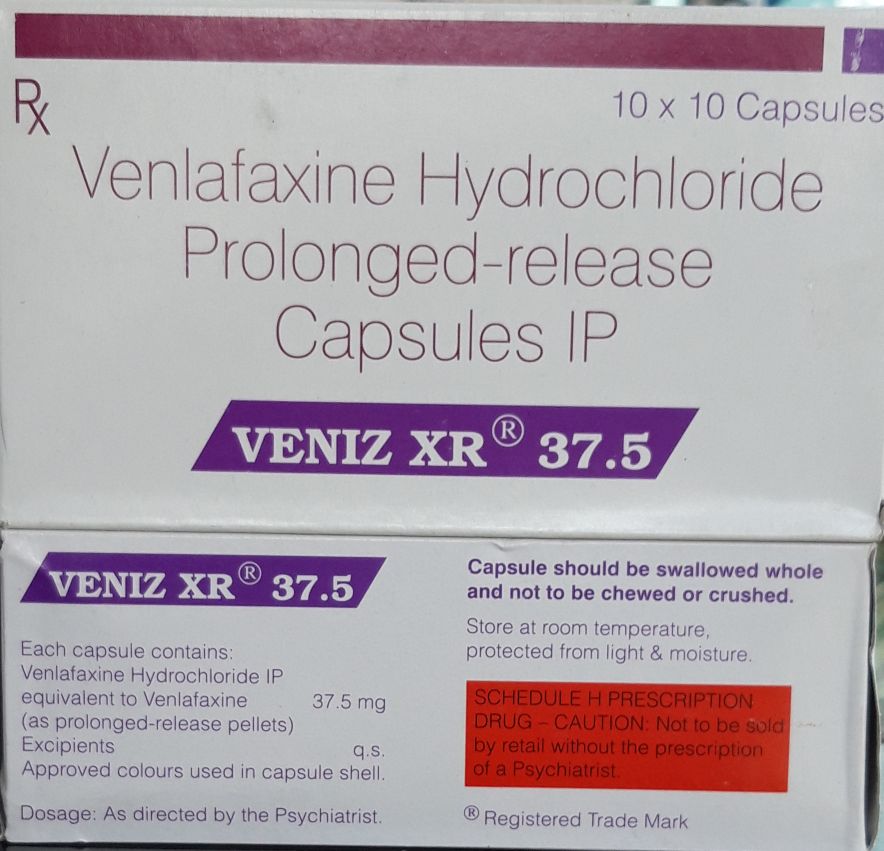 Rx
10 x 10 Capsules
Venlafaxine Hydrochloride
Prolonged-release
Capsules IP
VENIZ XR® 37.5
VENIZ XR® 37.5
Each capsule contains:
Venlafaxine Hydrochloride IP
equivalent to Venlafaxine 37.5 mg
(as prolonged-release pellets)
Excipients q.s.
Approved colours used in capsule shell.
Dosage: As directed by the Psychiatrist.
Capsule should be swallowed whole
and not to be chewed or crushed.
Store at room temperature,
protected from light & moisture.
SCHEDULE H PRESCRIPTION
DRUG – CAUTION: Not to be sold
by retail without the prescription
of a Psychiatrist.
® Registered Trade Mark